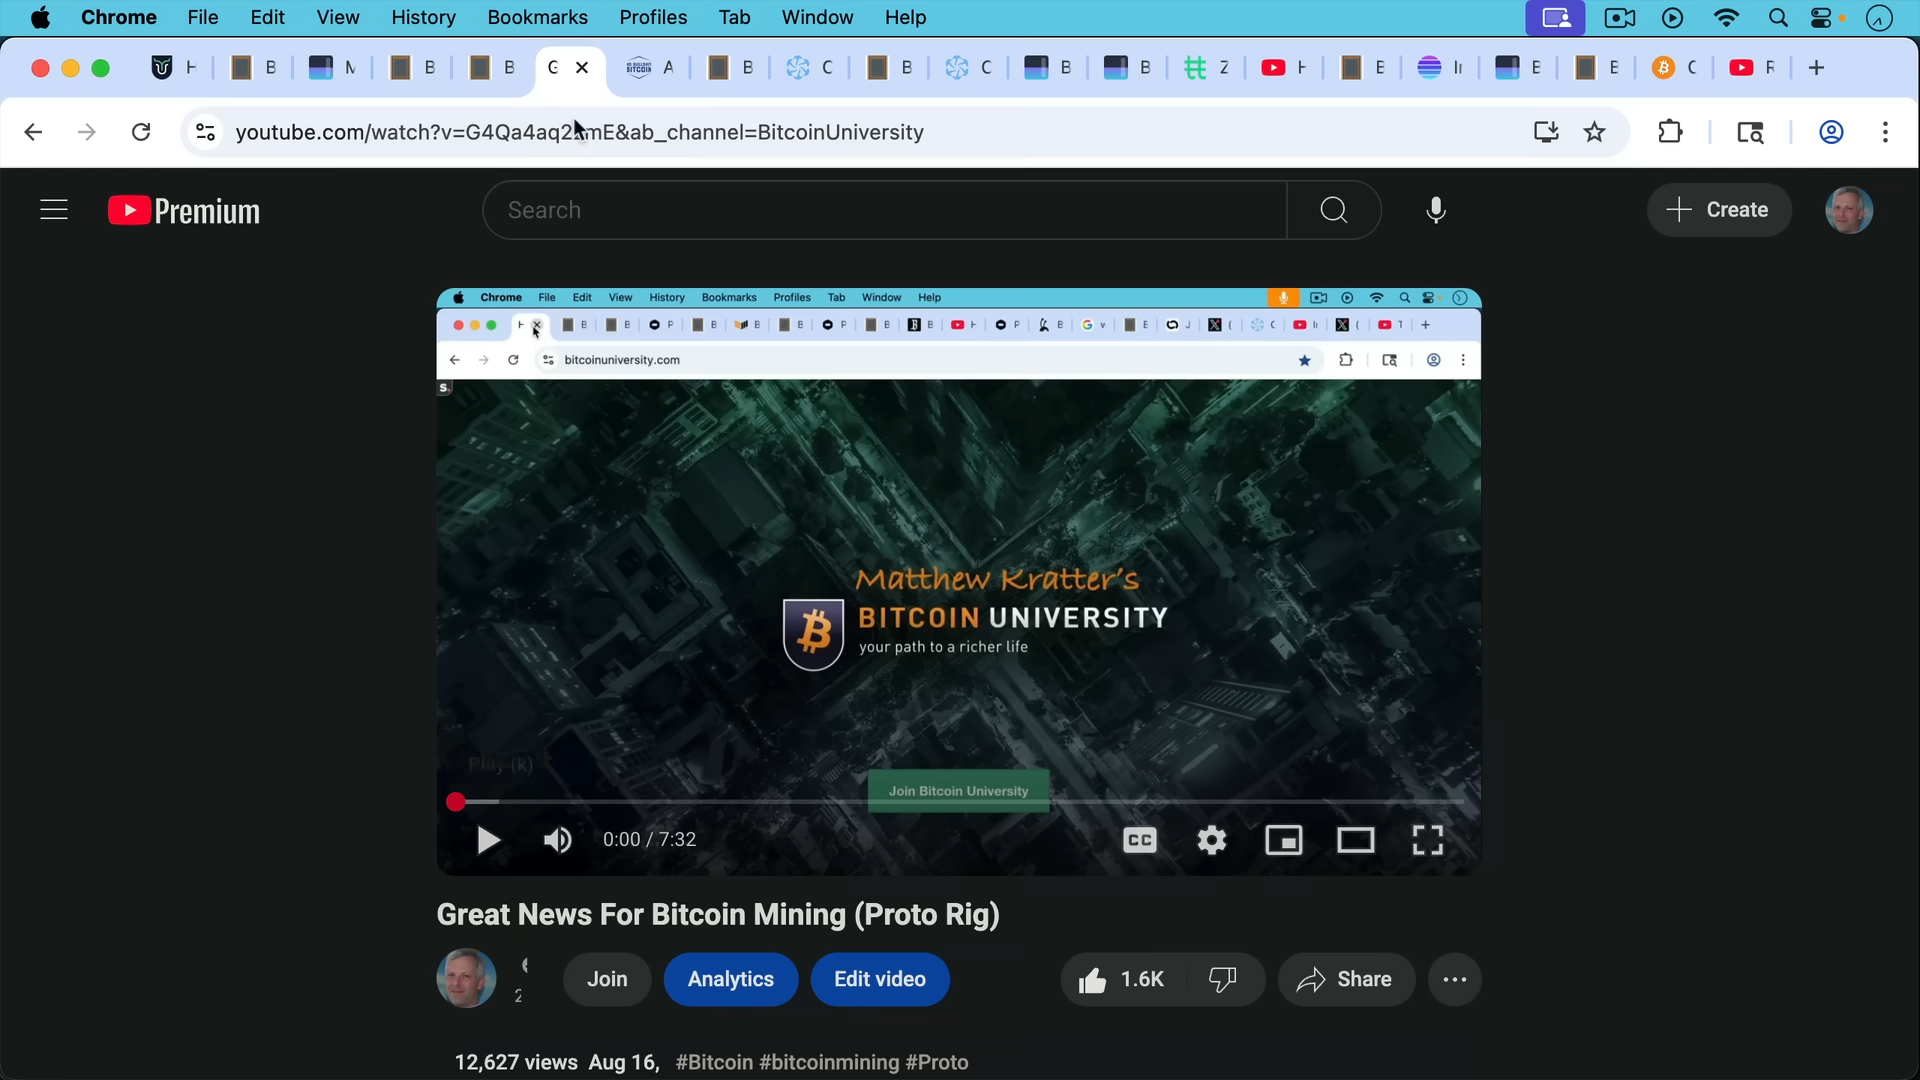 Chrome File Edit View History Bookmarks Profiles Tab Window Help
youtube.com/watch?v=G4Qa4aq2 mE&ab_channel=BitcoinUniversity
Premium
Search
Create
Chrome File Edit View History Bookmarks Profiles Tab Window Help
bitcoinuniversity.com
S.
Matthew Kratter's
BITCOIN UNIVERSITY
your path to a richer life
Play (k)
Join Bitcoin University
0:00 / 7:32
CC
Great News For Bitcoin Mining (Proto Rig)
Join Analytics Edit video 1.6K Share
12,627 views Aug 16, #Bitcoin #bitcoinmining #Proto